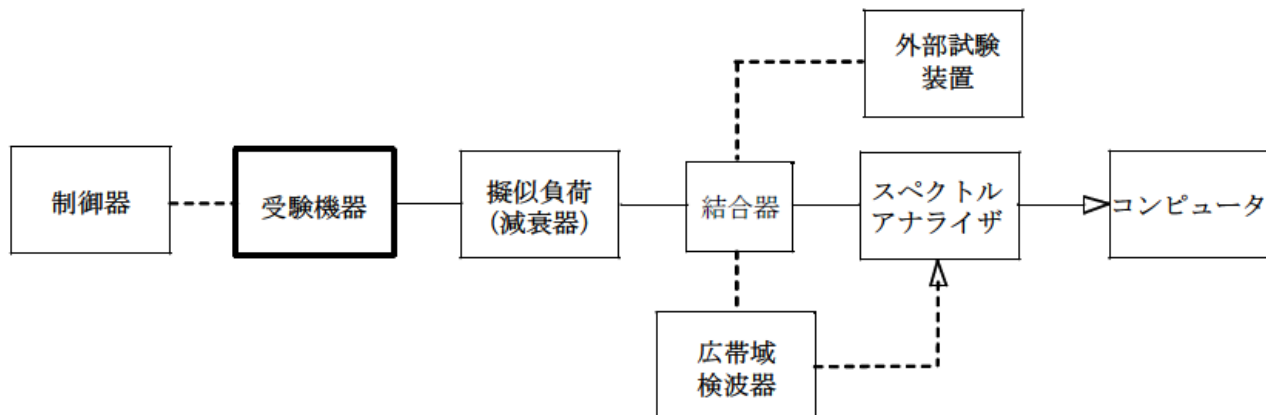 外部試験
装置
制御器
受験機器
擬似負荷
(減衰器)
結合器
スペクトル
アナライザ
コンピュータ
広帯域
検波器